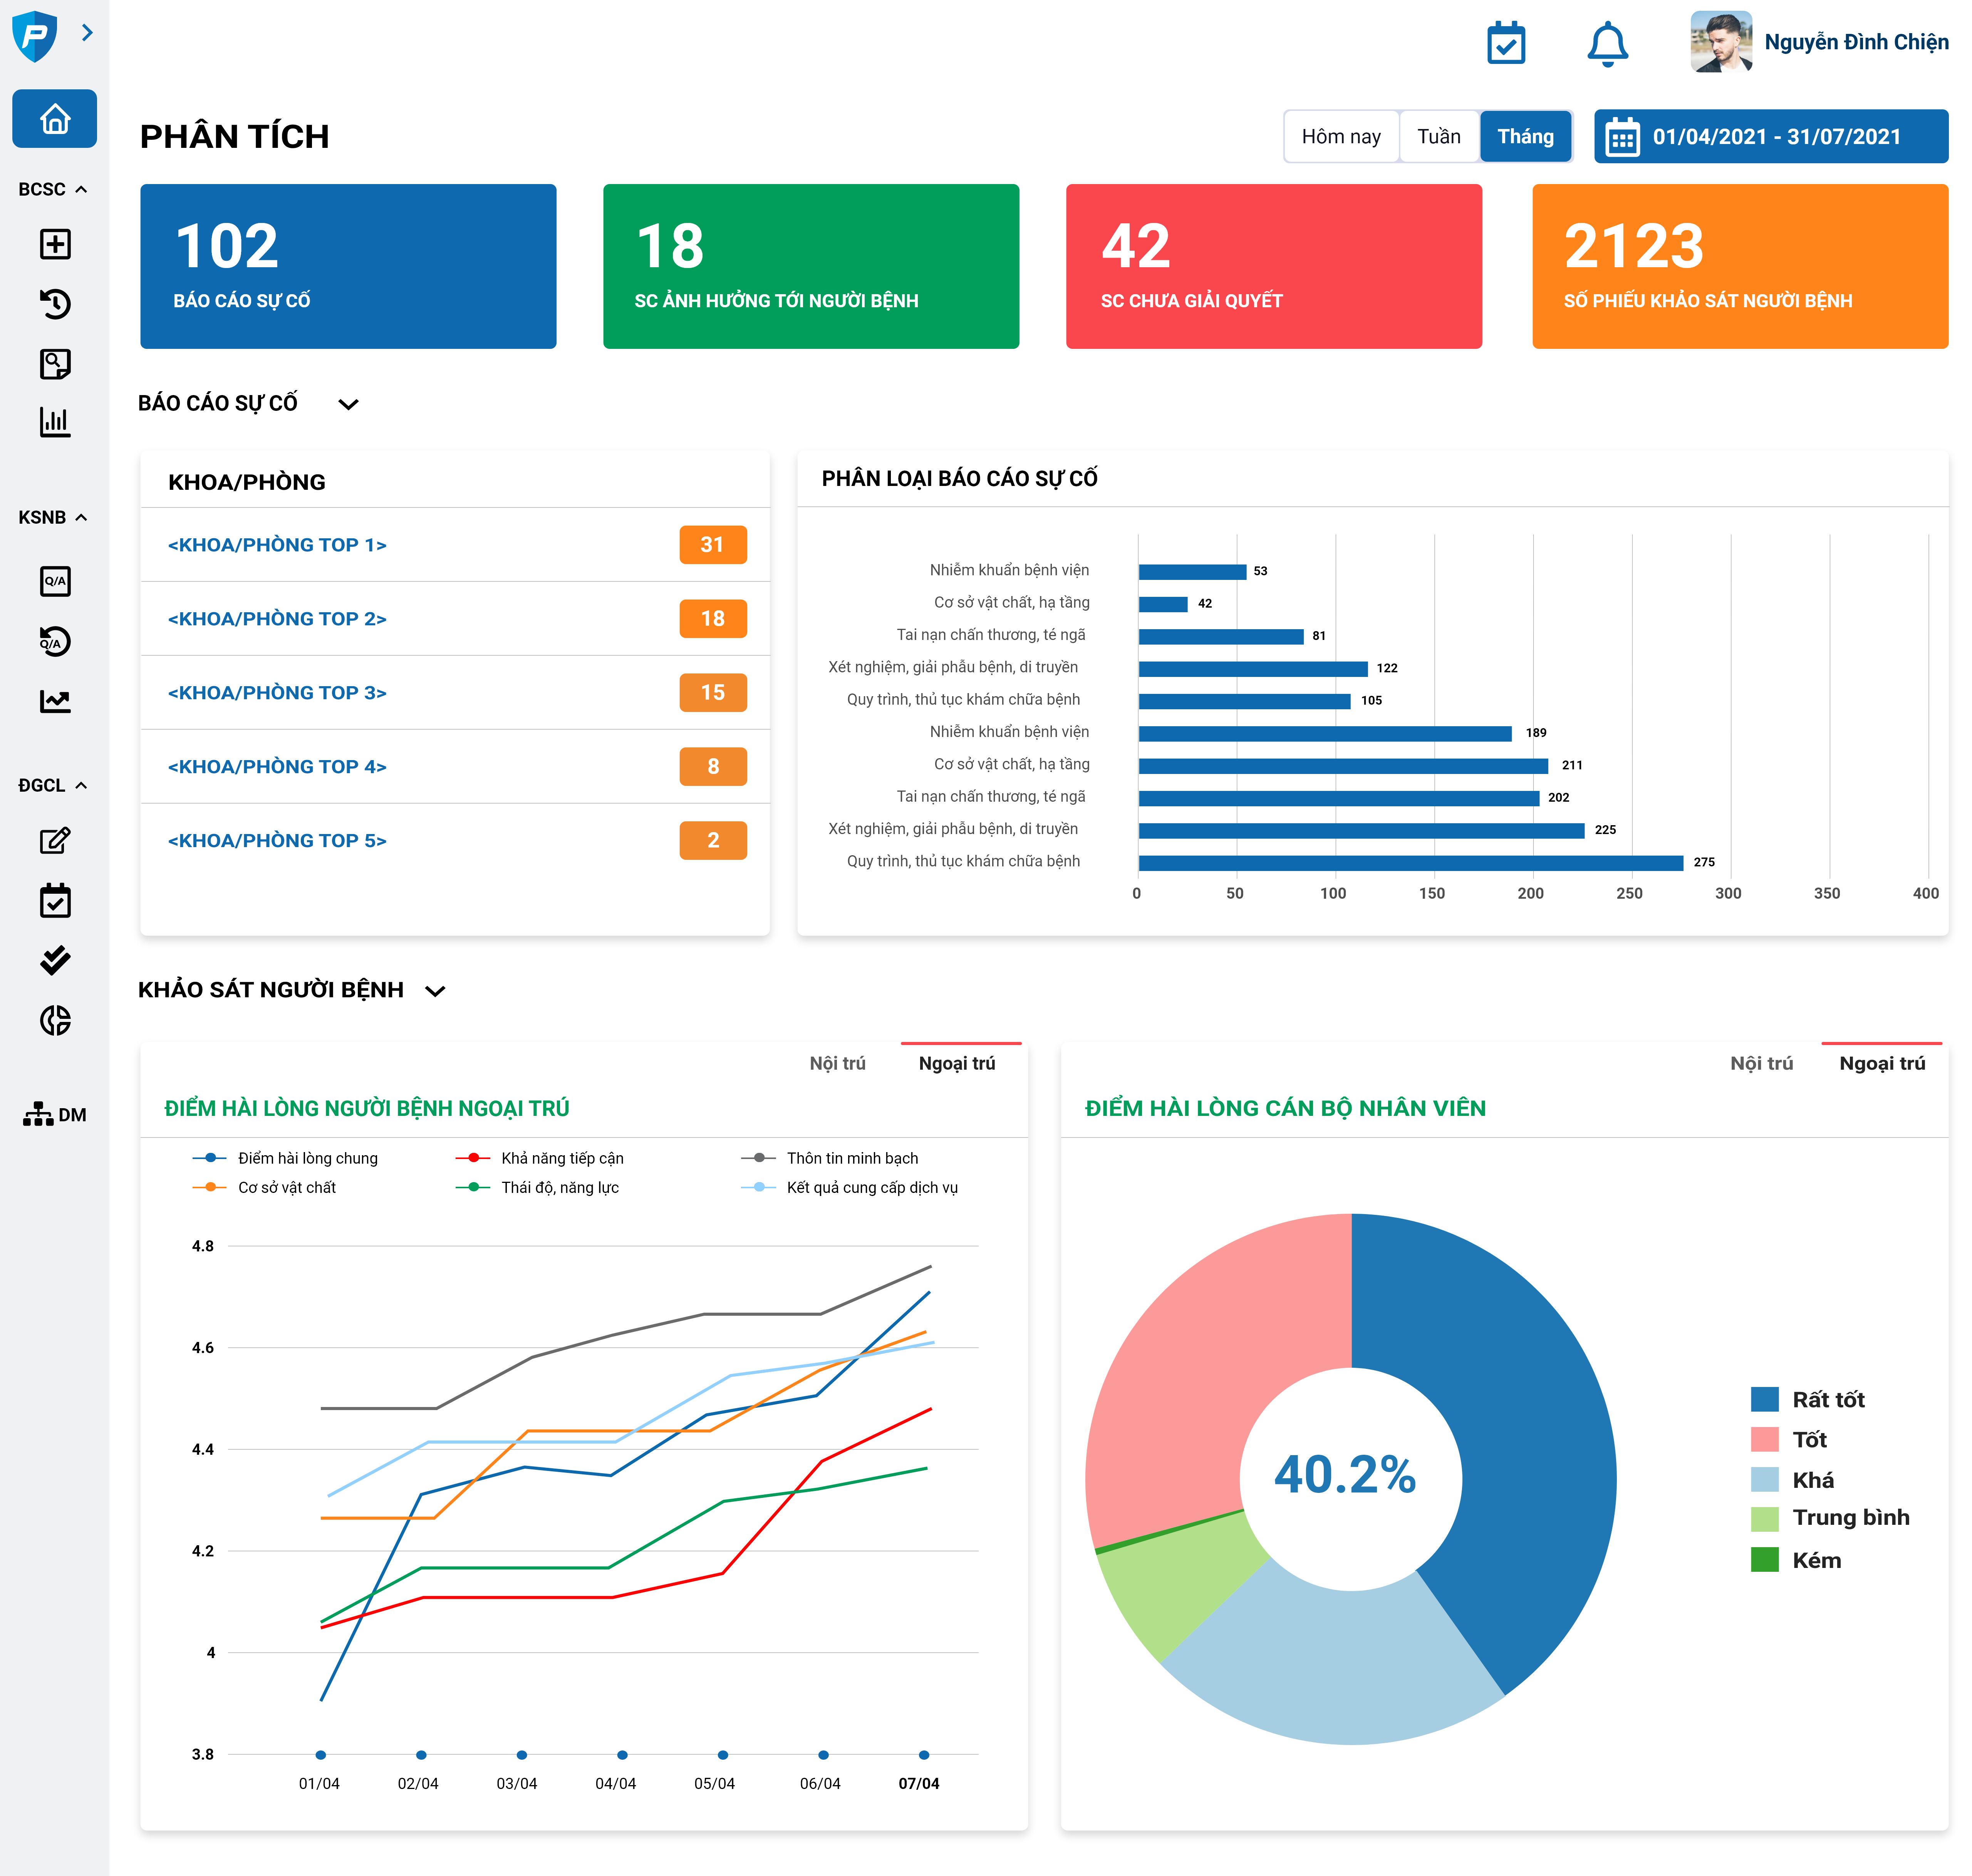 P
Nguyễn Đình Chiện
PHÂN TÍCH
Hôm nay
Tuần
Tháng
01/04/2021 - 31/07/2021
102
BÁO CÁO SỰ CỐ
18
SC ẢNH HƯỞNG TỚI NGƯỜI BỆNH
42
SC CHƯA GIẢI QUYẾT
2123
SỐ PHIẾU KHẢO SÁT NGƯỜI BỆNH
BCSC
KSNB
Q/A
Q/A
ĐGCL
DM
BÁO CÁO SỰ CỐ
KHOA/PHÒNG
<KHOA/PHÒNG TOP 1> 31
<KHOA/PHÒNG TOP 2> 18
<KHOA/PHÒNG TOP 3> 15
<KHOA/PHÒNG TOP 4> 8
<KHOA/PHÒNG TOP 5> 2
PHÂN LOẠI BÁO CÁO SỰ CỐ
Nhiễm khuẩn bệnh viện 53
Cơ sở vật chất, hạ tầng 42
Tai nạn chấn thương, té ngã 81
Xét nghiệm, giải phẫu bệnh, di truyền 122
Quy trình, thủ tục khám chữa bệnh 105
Nhiễm khuẩn bệnh viện 189
Cơ sở vật chất, hạ tầng 211
Tai nạn chấn thương, té ngã 202
Xét nghiệm, giải phẫu bệnh, di truyền 225
Quy trình, thủ tục khám chữa bệnh 275
0 50 100 150 200 250 300 350 400
KHẢO SÁT NGƯỜI BỆNH
Nội trú
Ngoại trú
ĐIỂM HÀI LÒNG NGƯỜI BỆNH NGOẠI TRÚ
Điểm hài lòng chung
Khả năng tiếp cận
Thôn tin minh bạch
Cơ sở vật chất
Thái độ, năng lực
Kết quả cung cấp dịch vụ
4.8
4.6
4.4
4.2
4
3.8
01/04 02/04 03/04 04/04 05/04 06/04 07/04
Nội trú
Ngoại trú
ĐIỂM HÀI LÒNG CÁN BỘ NHÂN VIÊN
40.2%
Rất tốt
Tốt
Khá
Trung bình
Kém